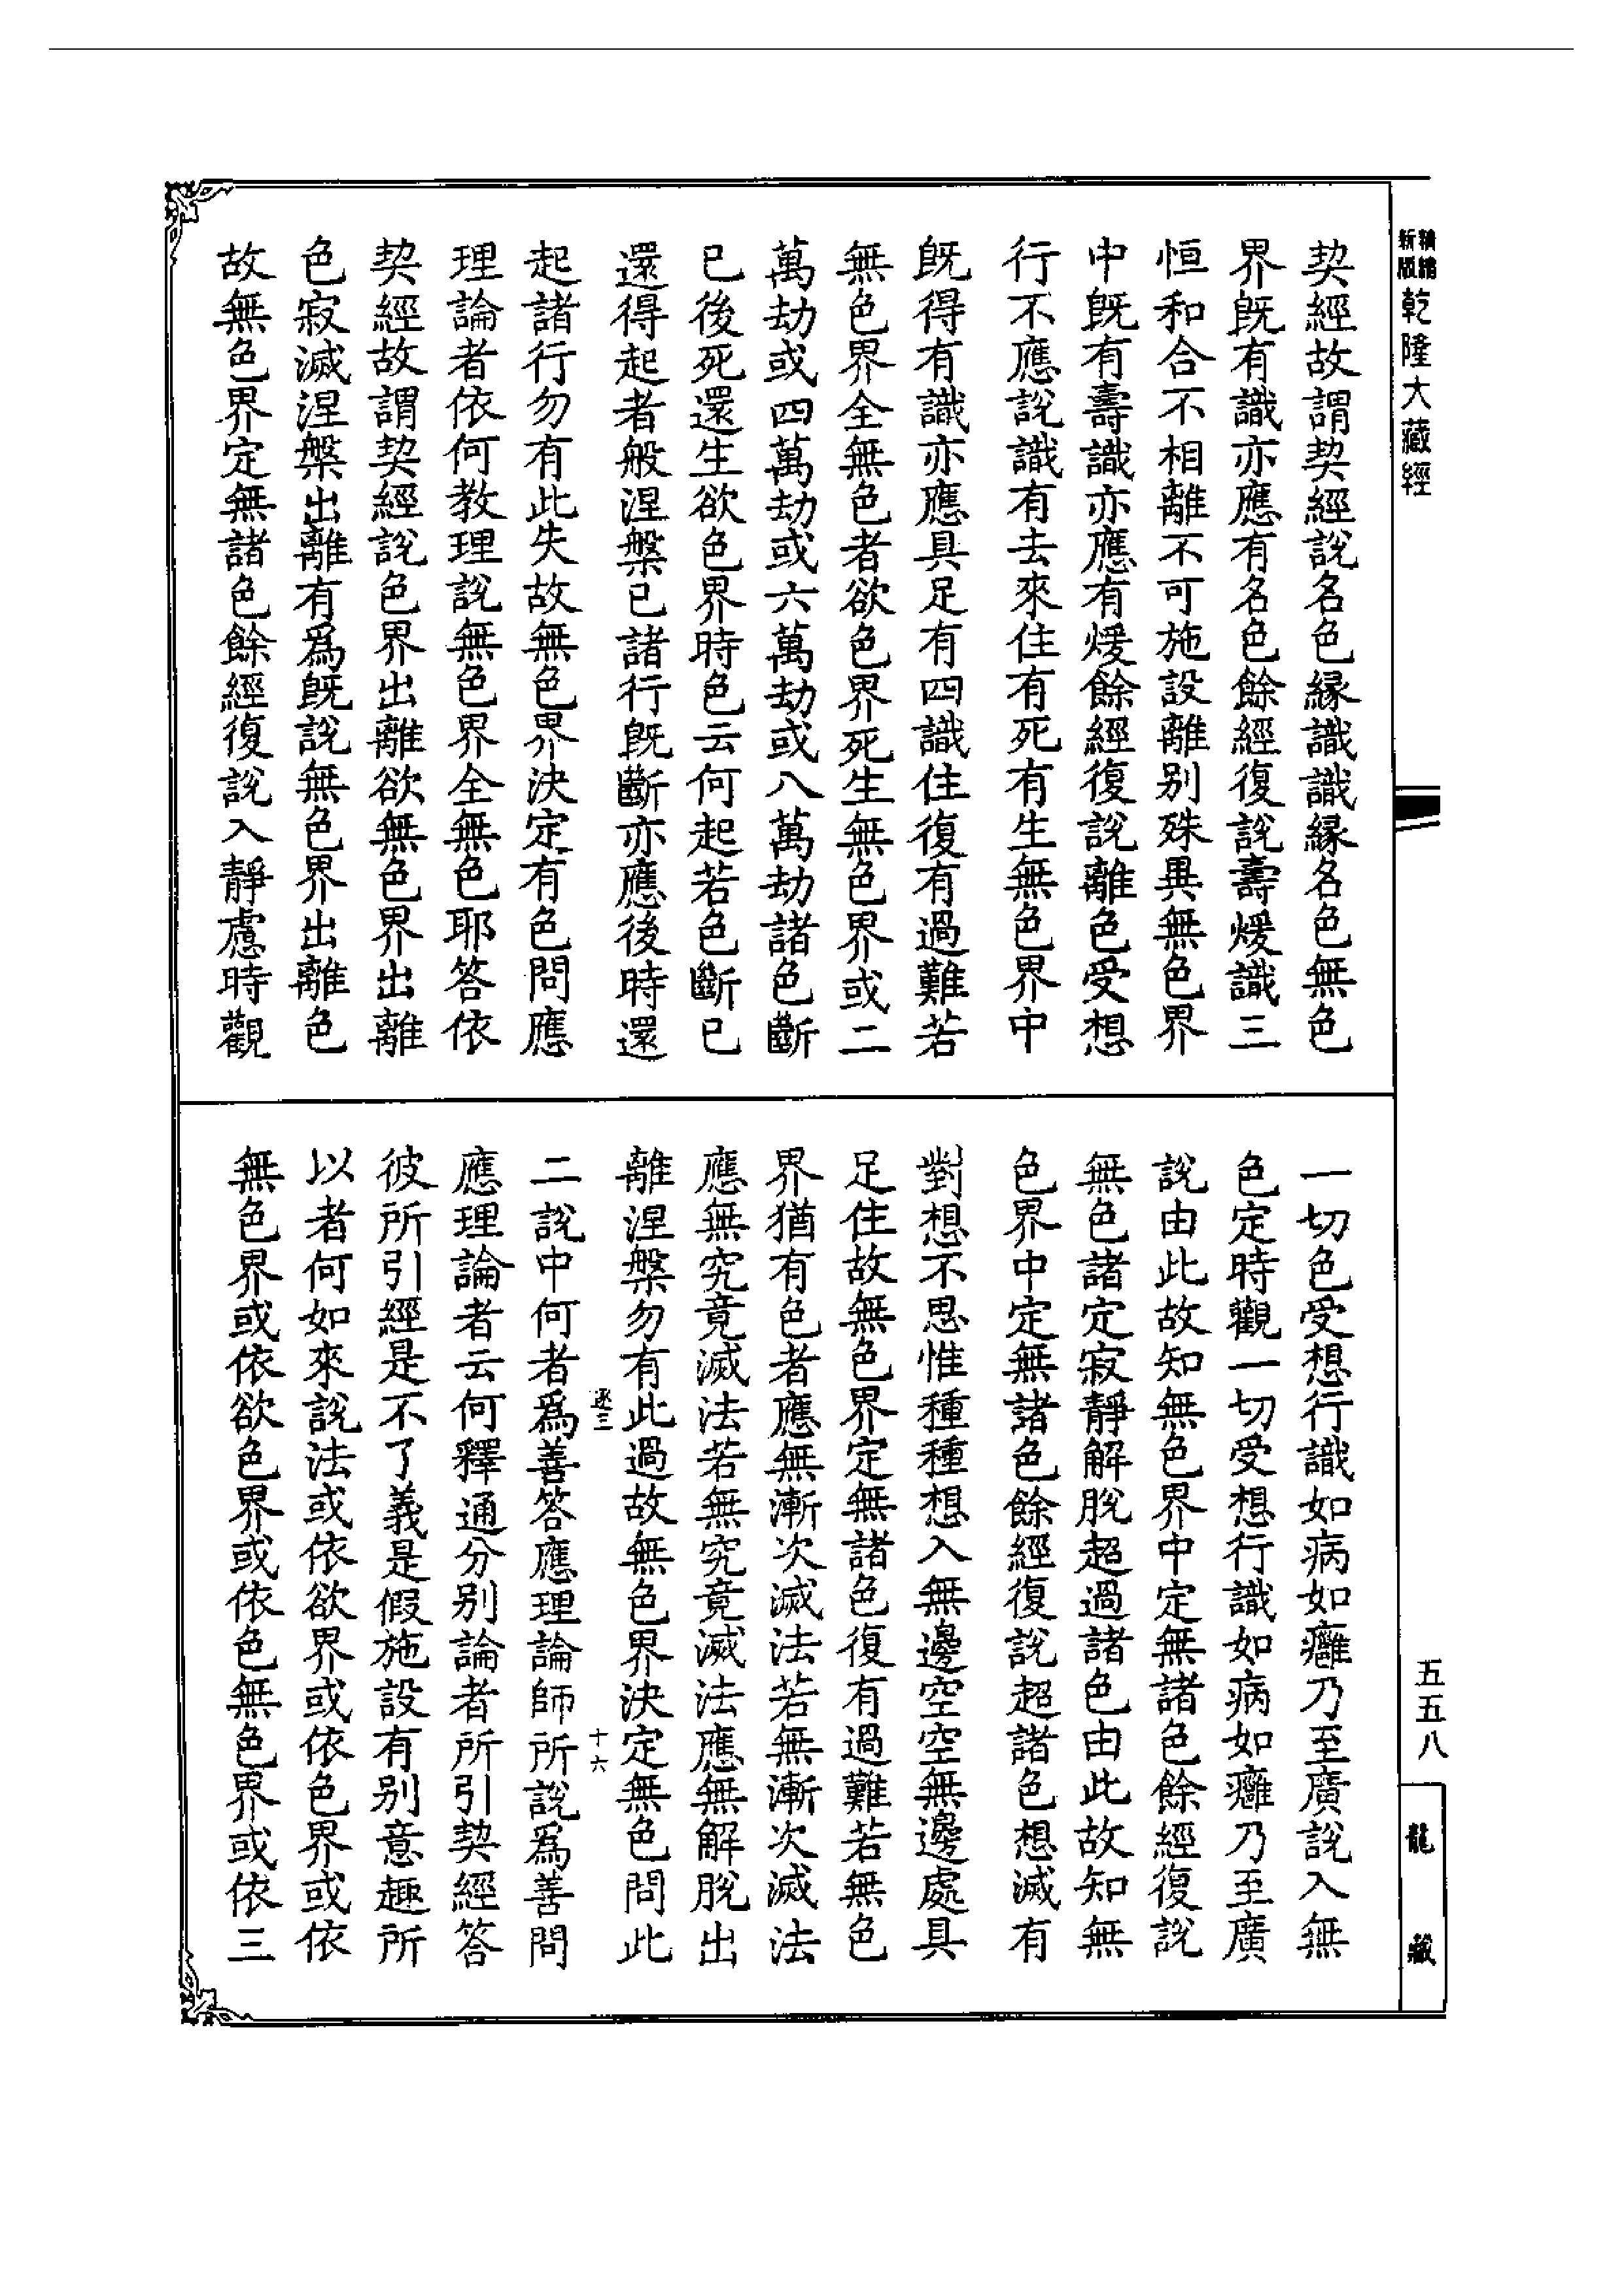 新版精編乾隆大藏經
契經故謂契經說名色緣識識緣名色無色
界既有識亦應有名色餘經復說壽煖識三
恒和合不相離不可施設離別殊異無色界
中既有壽識亦應有煖餘經復說離色受想
行不應說識有去來住有死有生無色界中
既得有識亦應具足有四識住復有過難若
無色界全無色者欲色界死生無色界或二
萬劫或四萬劫或六萬劫或八萬劫諸色斷
已後死還生欲色界時色云何起若色斷已
還得起者般涅槃已諸行既斷亦應後時還
起諸行勿有此失故無色界決定有色問應
理論者依何教理說無色界全無色耶答依
契經故謂契經說色界出離欲無色界出離
色寂滅涅槃出離有為既說無色界出離色
故無色界定無諸色餘經復說入靜慮時觀
一切色受想行識如病如癰乃至廣說入無
色定時觀一切受想行識如病如癰乃至廣
說由此故知無色界中定無諸色餘經復說
無色諸定寂靜解脫超過諸色由此故知無
色界中定無諸色餘經復說超諸色想滅有
對想不思惟種種想入無邊空空無邊處具
足住故無色界定無諸色復有過難若無色
界猶有色者應無漸次滅法若無漸次滅法
應無究竟滅法若無究竟滅法應無解脫出
離涅槃勿有此過故無色界決定無色問此
逐三 十六
二說中何者為善答應理論師所說為善問
應理論者云何釋通分別論者所引契經答
彼所引經是不了義是假施設有別意趣所
以者何如來說法或依欲界或依色界或依
無色界或依欲色界或依色無色界或依三
五五八
龍藏